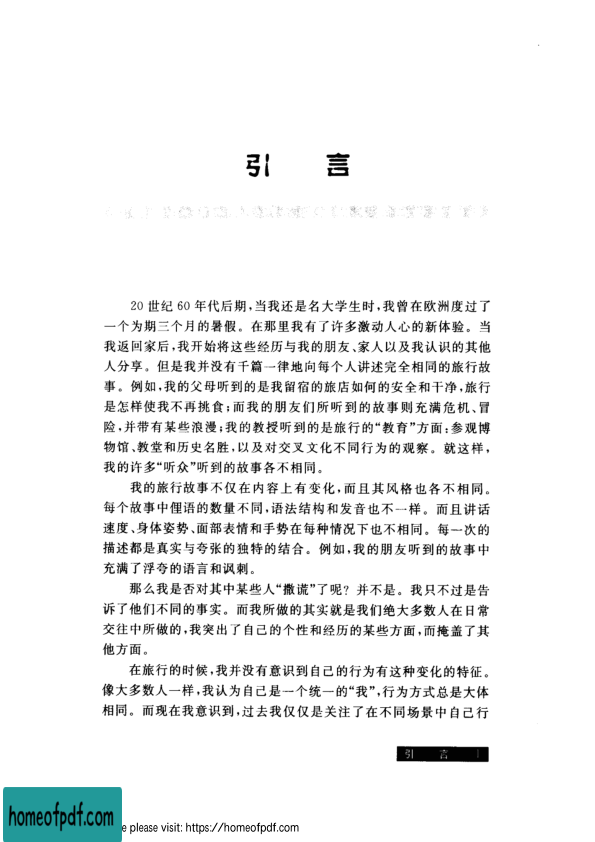 引 言
20世纪60年代后期,当我还是名大学生时,我曾在欧洲度过了
一个为期三个月的暑假。在那里我有了许多激动人心的新体验。当
我返回家后,我开始将这些经历与我的朋友、家人以及我认识的其他
人分享。但是我并没有千篇一律地向每个人讲述完全相同的旅行故
事。例如,我的父母听到的是我留宿的旅店如何的安全和干净,旅行
是怎样使我不再挑食;而我的朋友们所听到的故事则充满危机、冒
险,并带有某些浪漫;我的教授听到的是旅行的“教育”方面:参观博
物馆、教堂和历史名胜,以及对交叉文化不同行为的观察。就这样,
我的许多“听众”听到的故事各不相同。
我的旅行故事不仅在内容上有变化,而且其风格也各不相同。
每个故事中俚语的数量不同,语法结构和发音也不一样。而且讲话
速度、身体姿势、面部表情和手势在每种情况下也不相同。每一次的
描述都是真实与夸张的独特的结合。例如,我的朋友听到的故事中
充满了浮夸的语言和讽刺。
那么我是否对其中某些人“撒谎”了呢?并不是。我只不过是告
诉了他们不同的事实。而我所做的其实就是我们绝大多数人在日常
交往中所做的,我突出了自己的个性和经历的某些方面,而掩盖了其
他方面。
在旅行的时候,我并没有意识到自己的行为有这种变化的特征。
像大多数人一样,我认为自己是一个统一的“我”,行为方式总是大体
相同。而现在我意识到,过去我仅仅是关注了在不同场景中自己行
引 言 1
homeofpdf.com
e please visit: https://homeofpdf.com